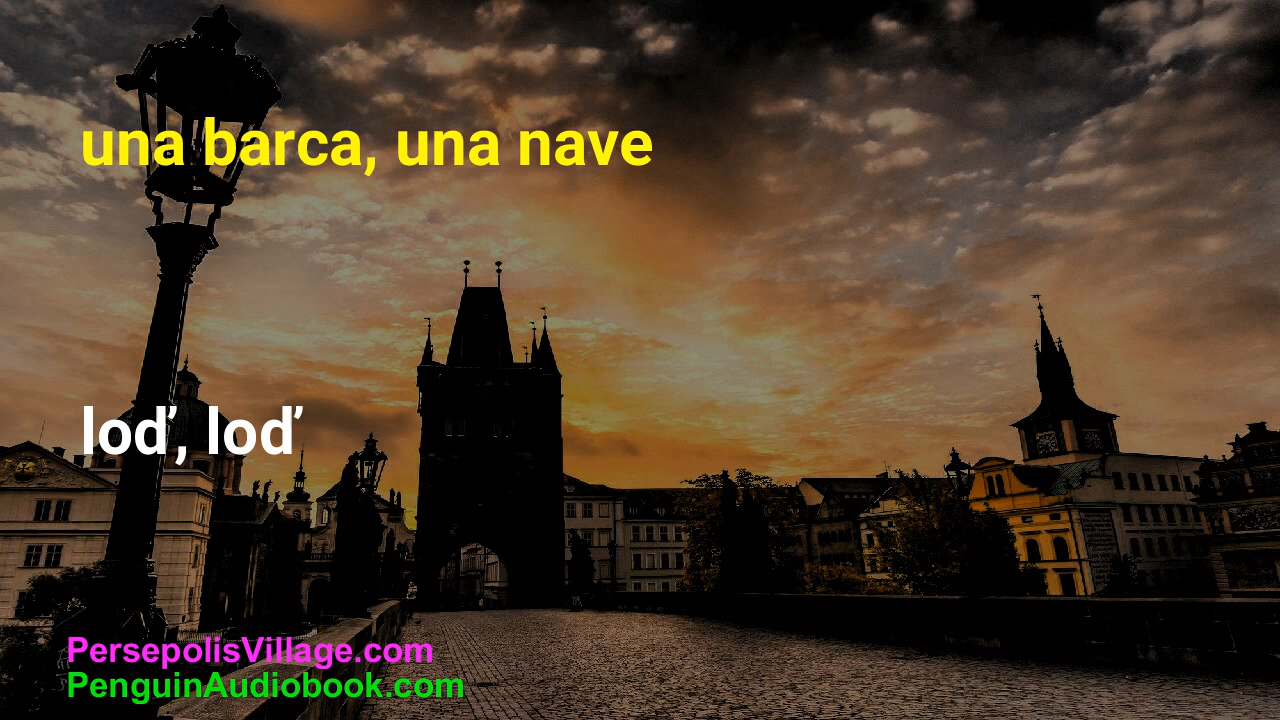 una barca, una nave
loď, loď
PersepolisVillage.com
PenguinAudiobook.com